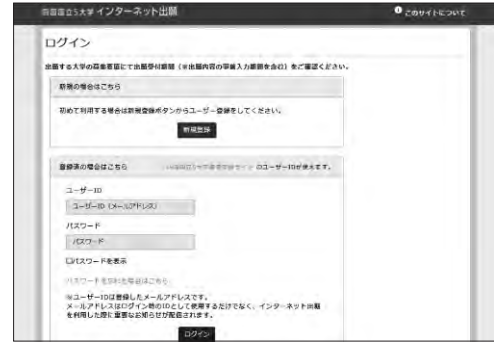 四国国立5大学 インターネット出願
このサイトについて
ログイン
出願する大学の募集要項にて出願受付期間(※出願内容の事前入力期間を含む)をご確認ください。
新規の場合はこちら
初めて利用する場合は新規登録ボタンからユーザー登録をしてください。
新規登録
登録済の場合はこちら
のユーザーIDが使えます。
ユーザーID
ユーザーID(メールアドレス)
パスワード
パスワード
パスワードを表示
パスワードを忘れた場合はこちら
※ユーザーIDは登録したメールアドレスです。
メールアドレスはログイン時のIDとして使用するだけでなく、インターネット出願
を利用した際に重要なお知らせが配信されます。
ログイン